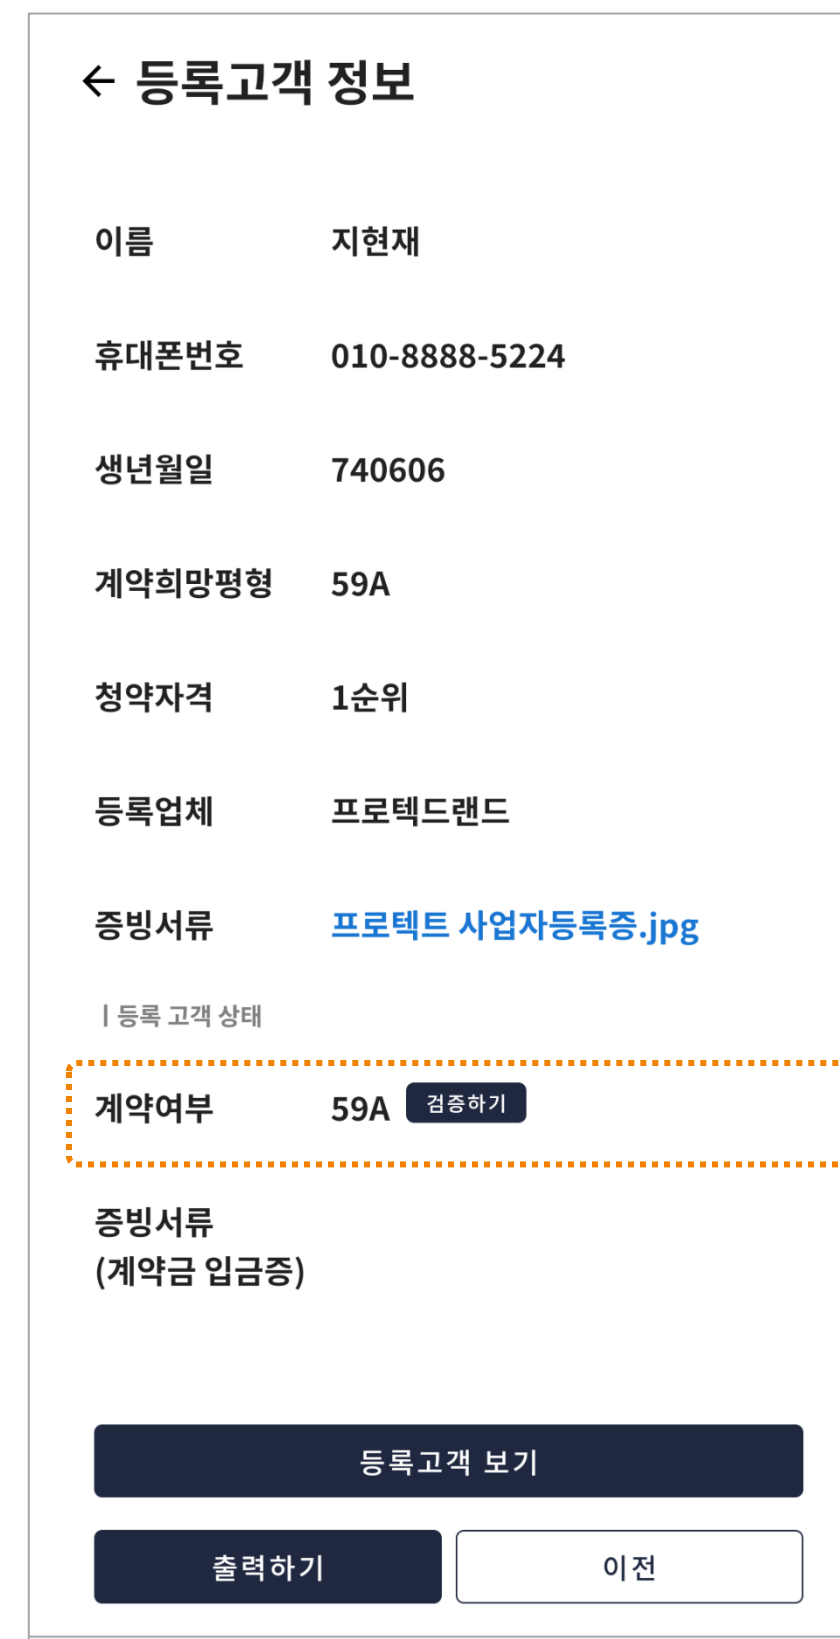 ← 등록고객 정보
이름 지현재
휴대폰번호 010-8888-5224
생년월일 740606
계약희망평형 59A
청약자격 1순위
등록업체 프로텍드랜드
증빙서류 프로텍트 사업자등록증.jpg
ㅣ등록 고객 상태
계약여부 59A 검증하기
증빙서류
(계약금 입금증)
등록고객 보기
출력하기 이전